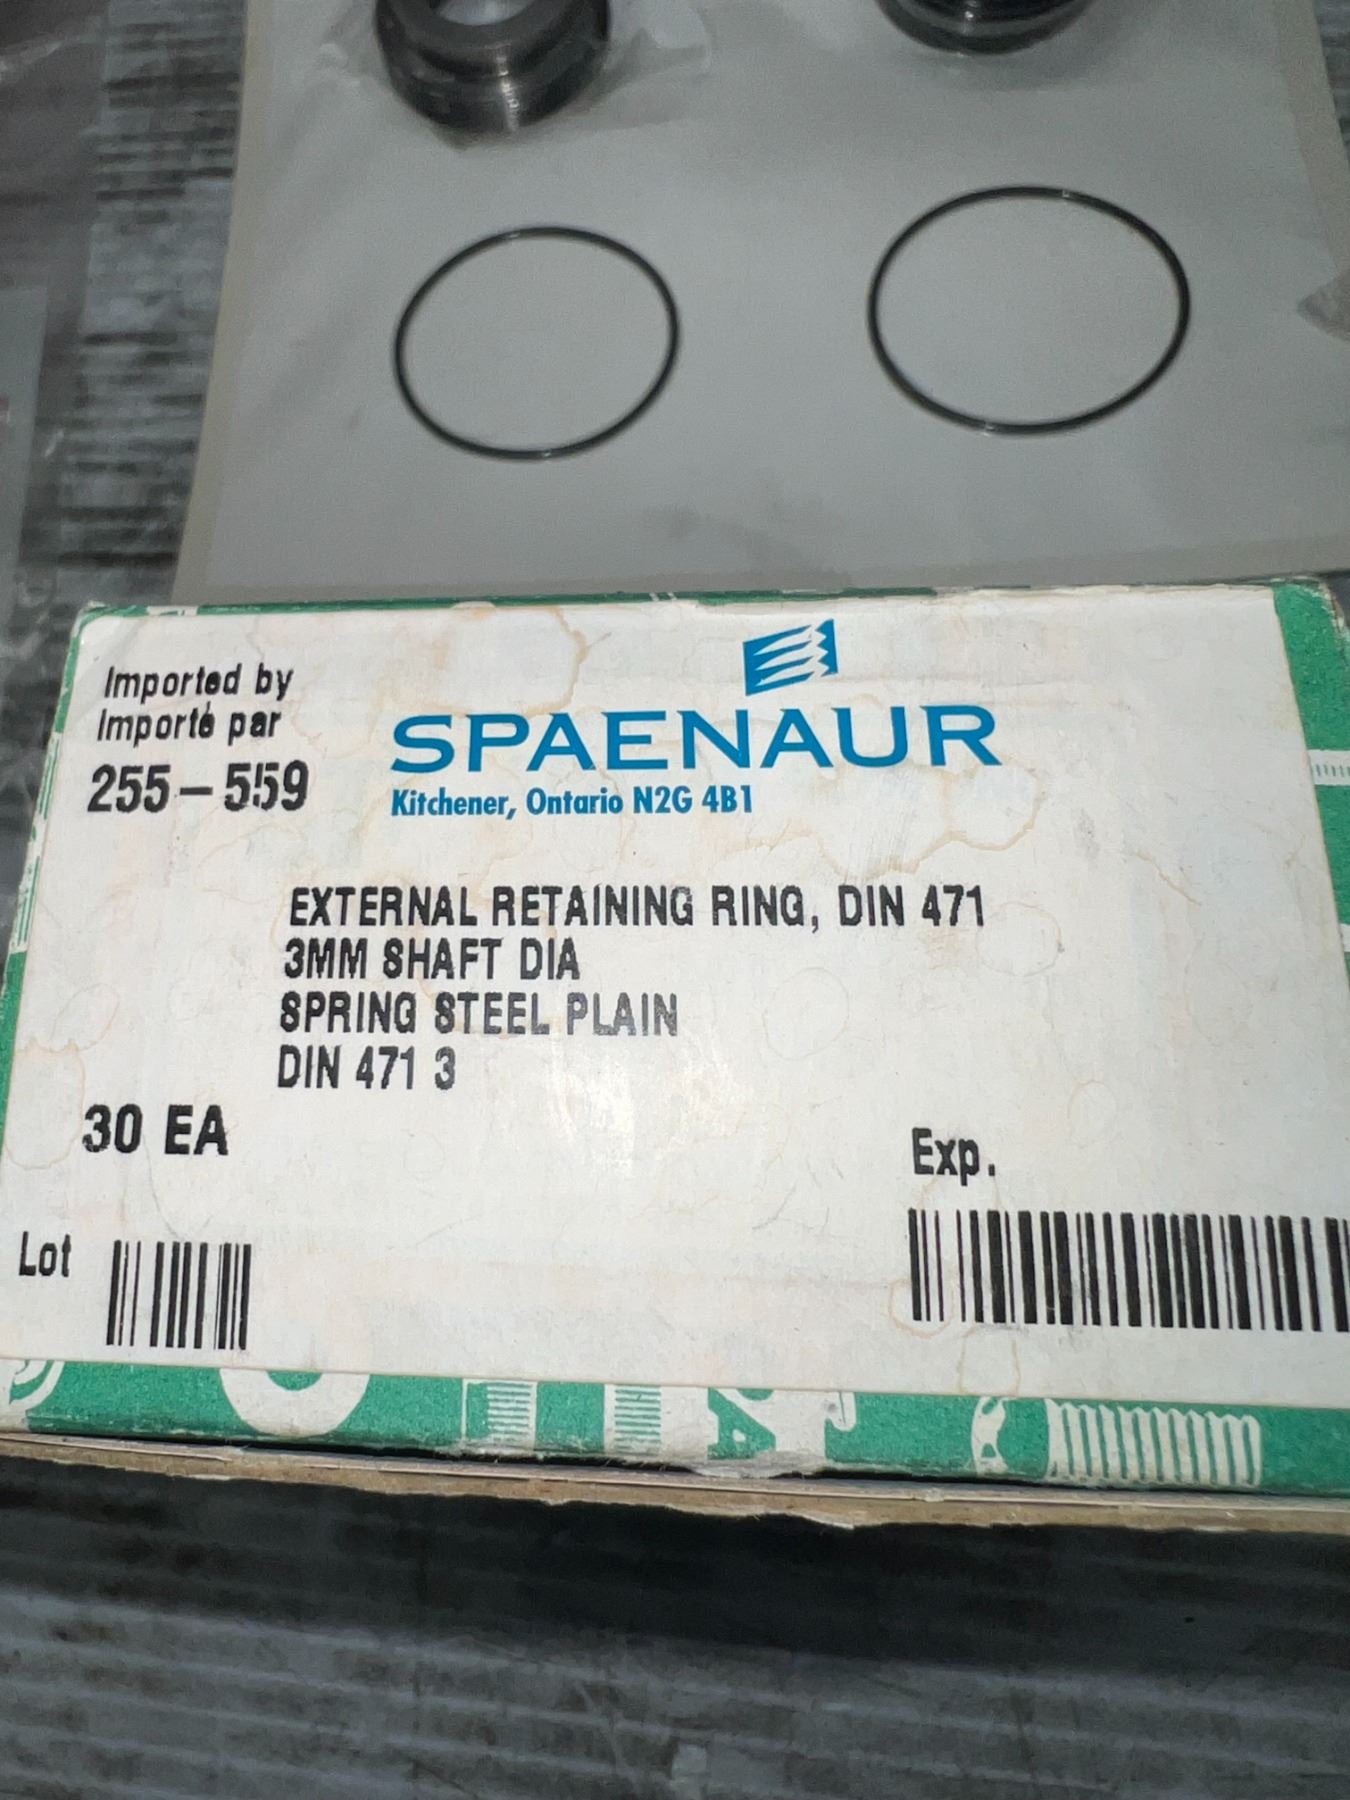 Imported by
Importé par
255-559
SPAENAUR
Kitchener, Ontario N2G 4B1
EXTERNAL RETAINING RING, DIN 471
3MM SHAFT DIA
SPRING STEEL PLAIN
DIN 471 3
30 EA
Exp.
Lot